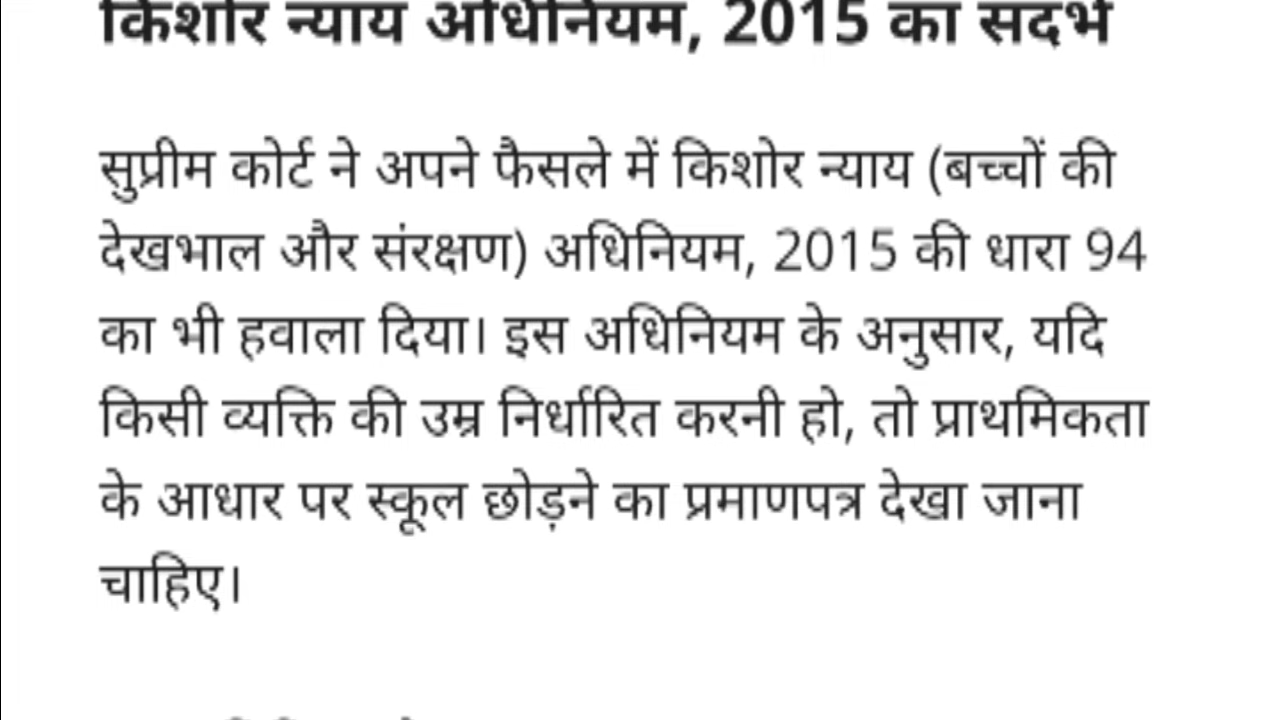 किशोर न्याय अधिनियम, 2015 का संदर्भ
सुप्रीम कोर्ट ने अपने फैसले में किशोर न्याय (बच्चों की
देखभाल और संरक्षण) अधिनियम, 2015 की धारा 94
का भी हवाला दिया। इस अधिनियम के अनुसार, यदि
किसी व्यक्ति की उम्र निर्धारित करनी हो, तो प्राथमिकता
के आधार पर स्कूल छोड़ने का प्रमाणपत्र देखा जाना
चाहिए।